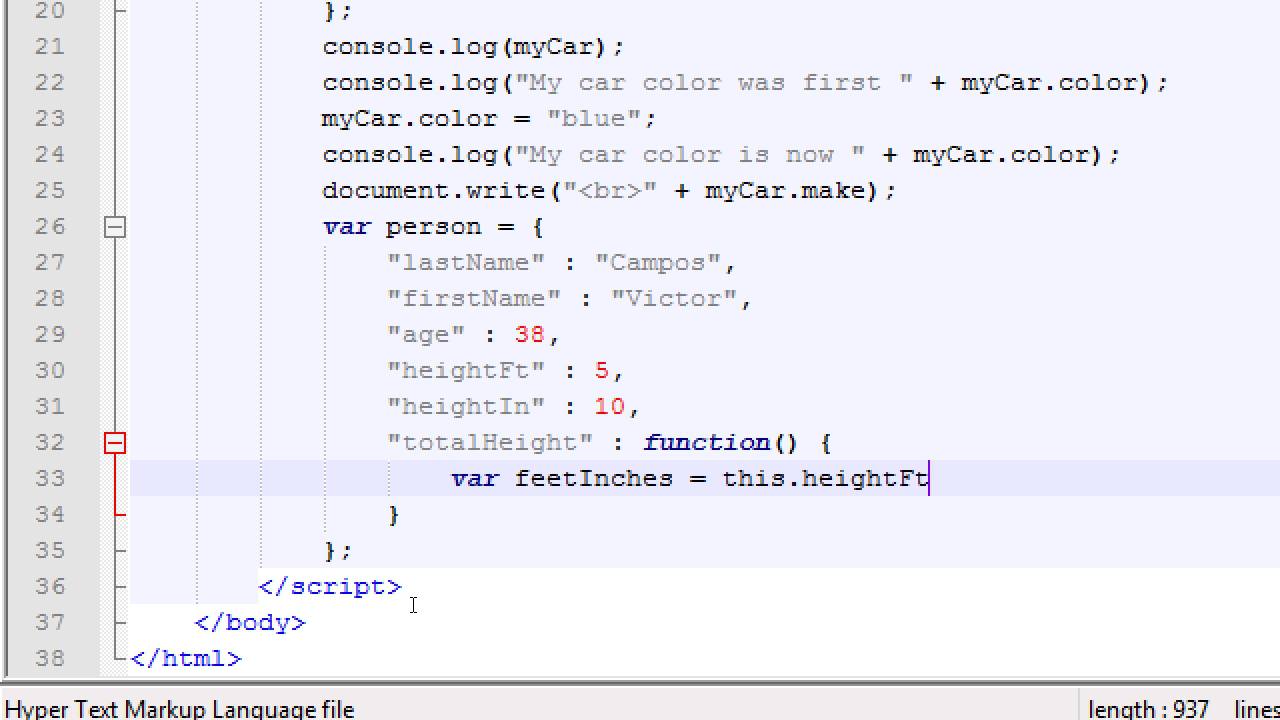 20 };
21 console.log(myCar);
22 console.log("My car color was first " + myCar.color);
23 myCar.color = "blue";
24 console.log("My car color is now " + myCar.color);
25 document.write("<br>" + myCar.make);
26 var person = {
27 "lastName" : "Campos",
28 "firstName" : "Victor",
29 "age" : 38,
30 "heightFt" : 5,
31 "heightIn" : 10,
32 "totalHeight" : function() {
33 var feetInches = this.heightFt
34 }
35 };
36 </script>
37 </body>
38 </html>
Hyper Text Markup Language file length : 937 lines